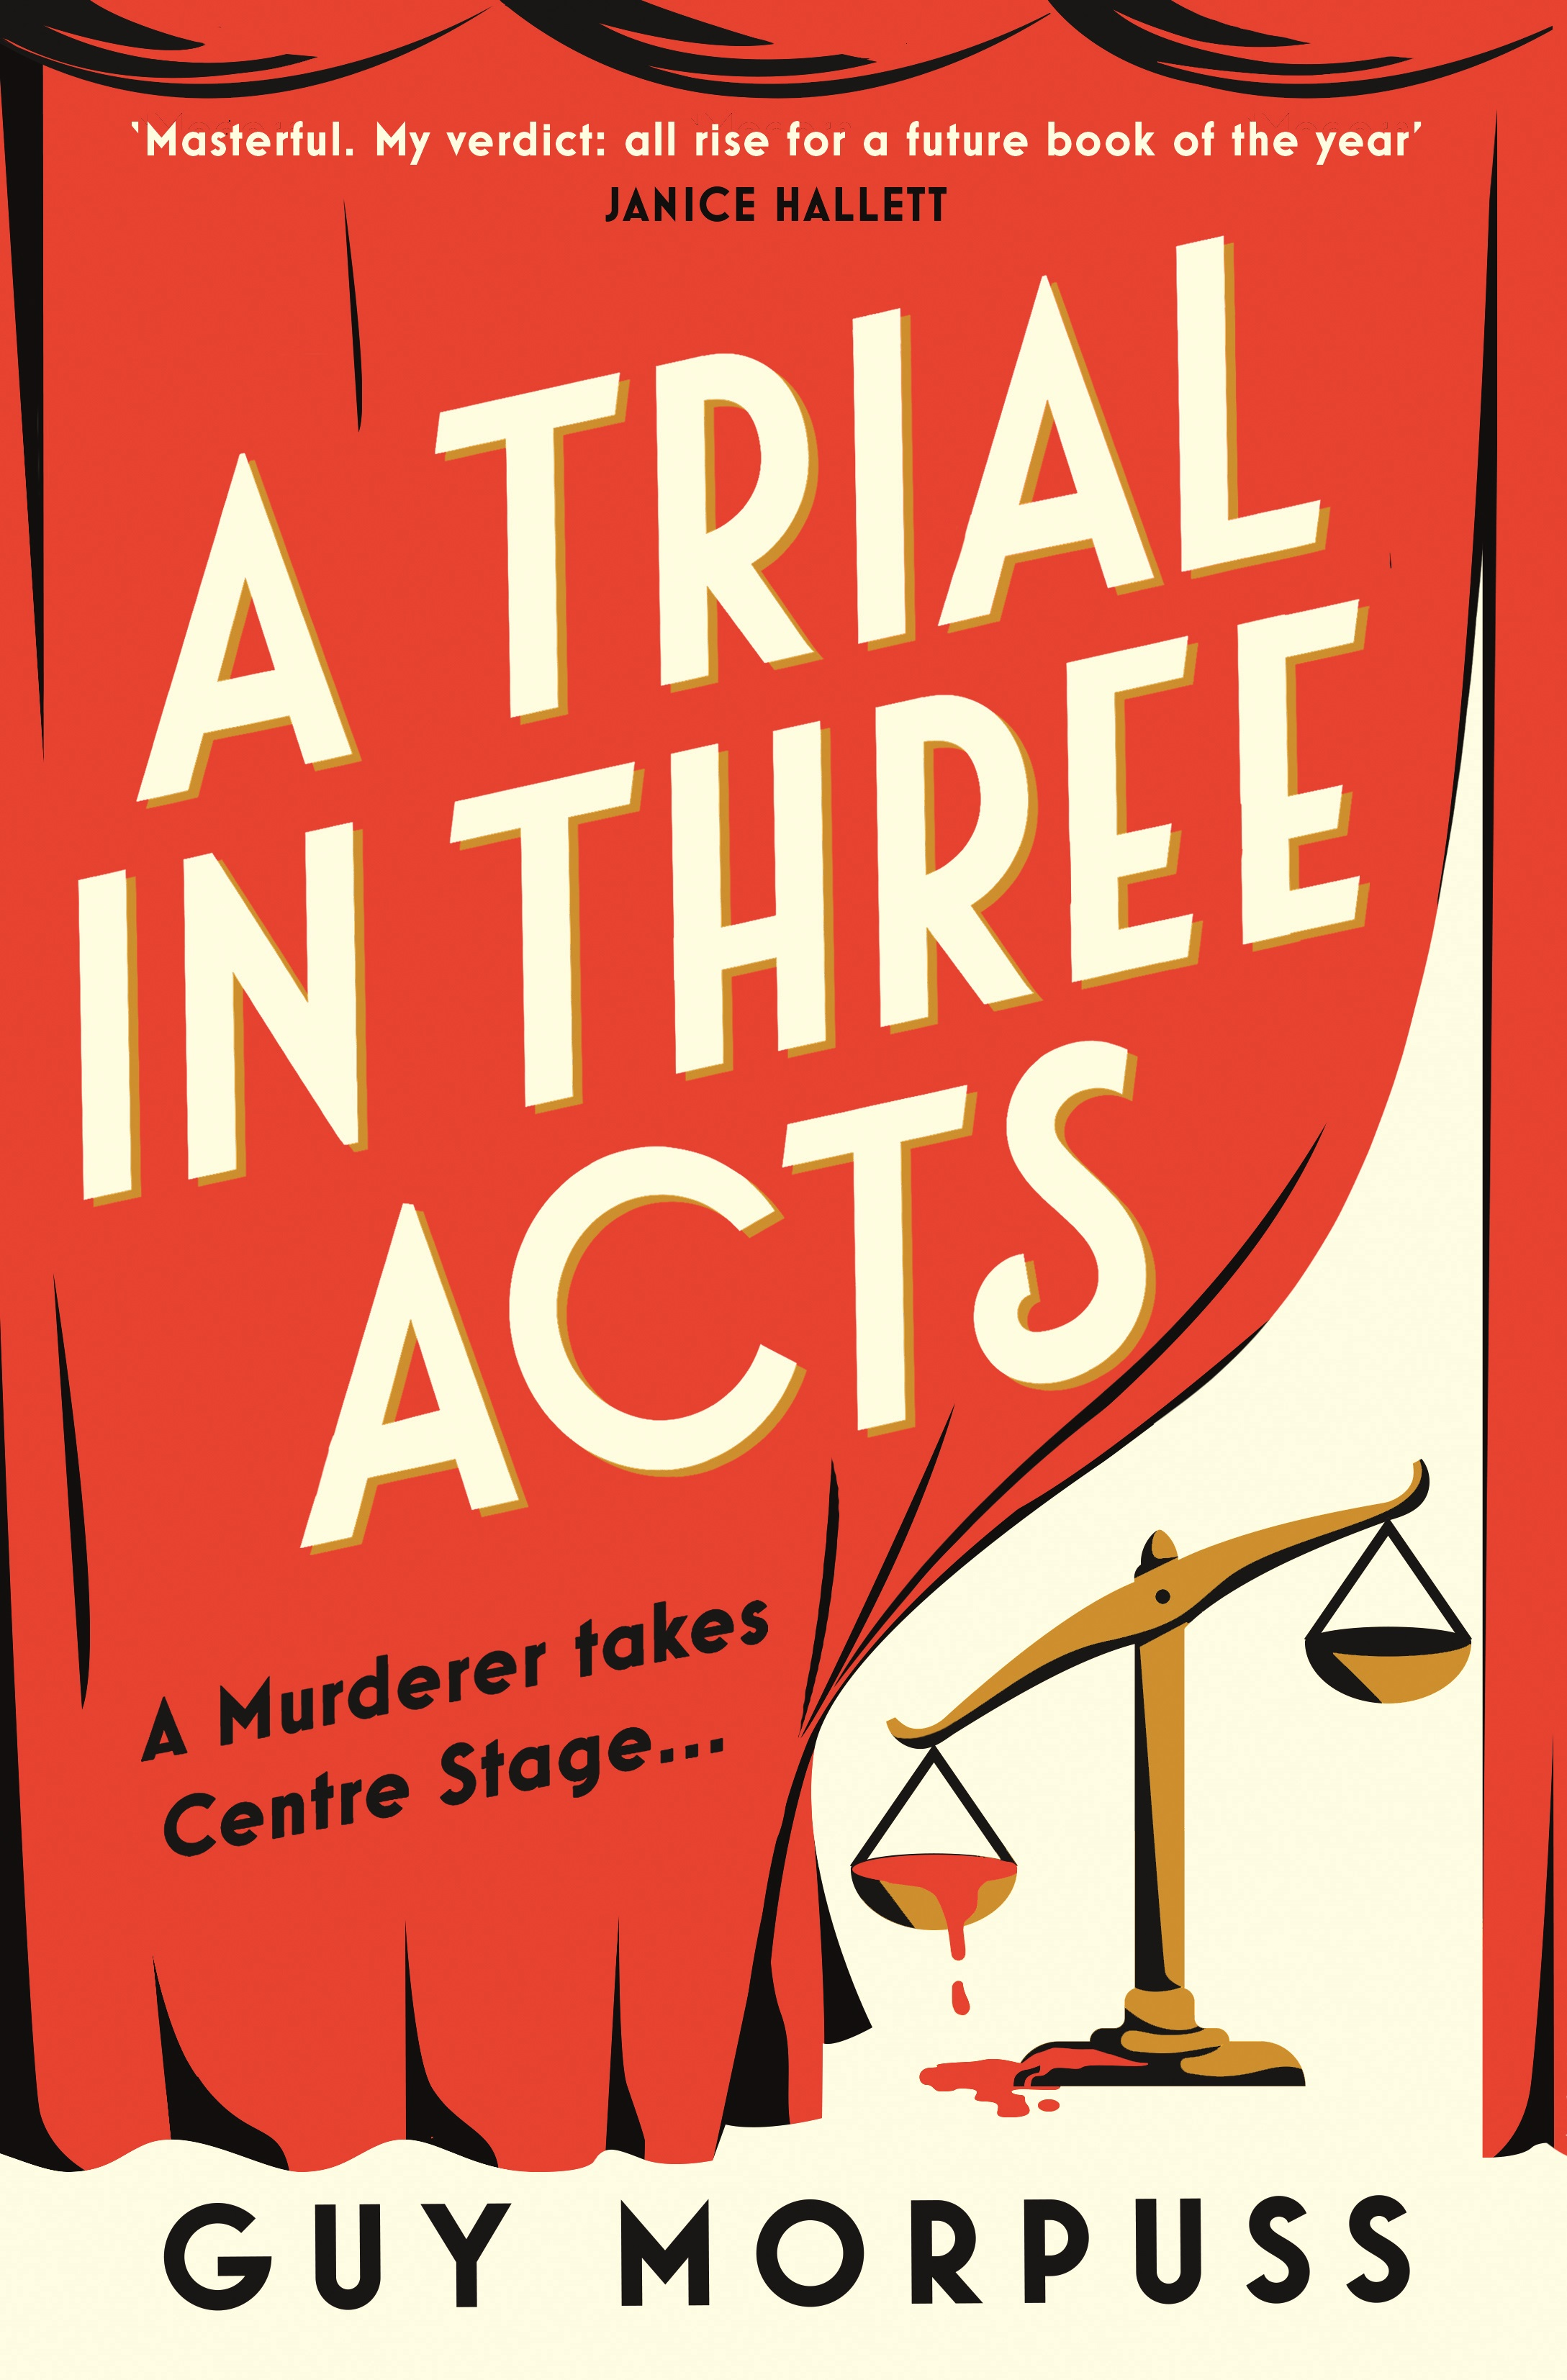 ‘Masterful. My verdict: all rise for a future book of the year’
JANICE HALLETT
A TRIAL
IN THREE
ACTS
A Murderer takes
Centre Stage...
GUY MORPUSS